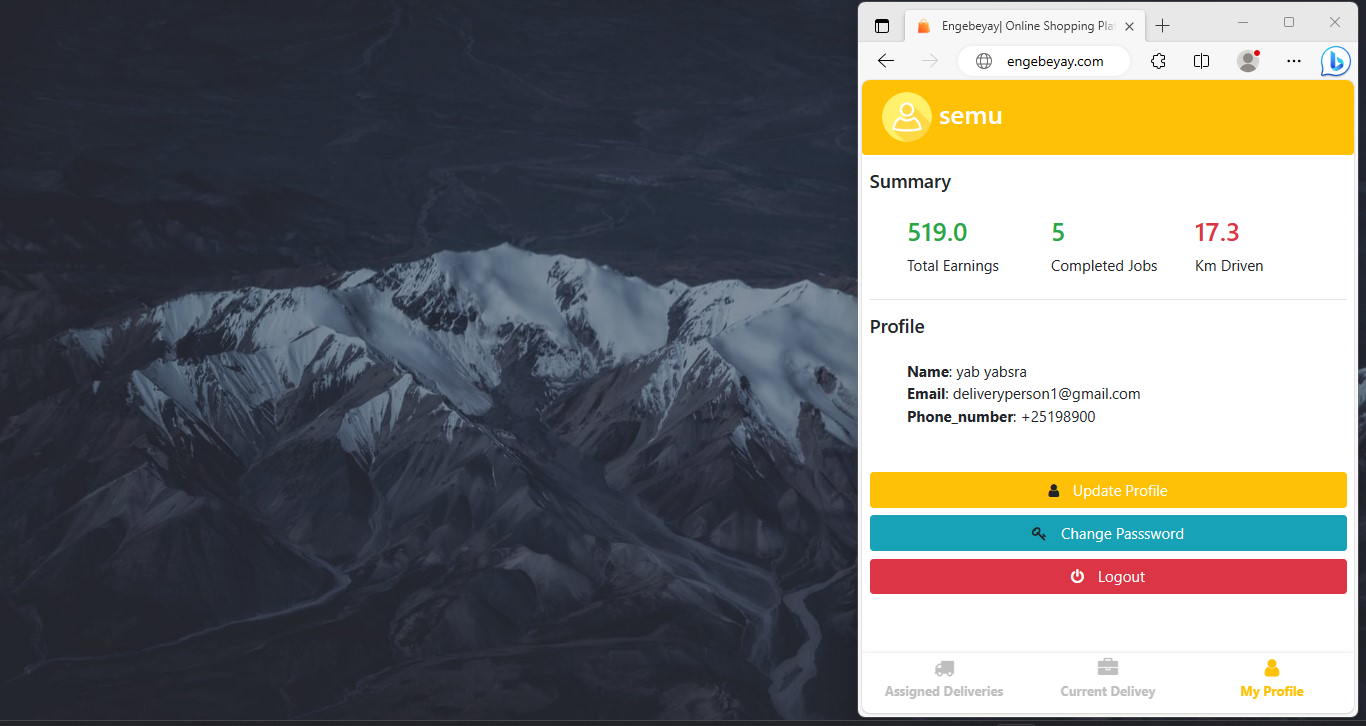 Engebeyay| Online Shopping Pla
engebeyay.com
semu
Summary
519.0 5 17.3
Total Earnings Completed Jobs Km Driven
Profile
Name: yab yabsra
Email: deliveryperson1@gmail.com
Phone_number: +25198900
Update Profile
Change Passsword
Logout
Assigned Deliveries Current Delivey My Profile